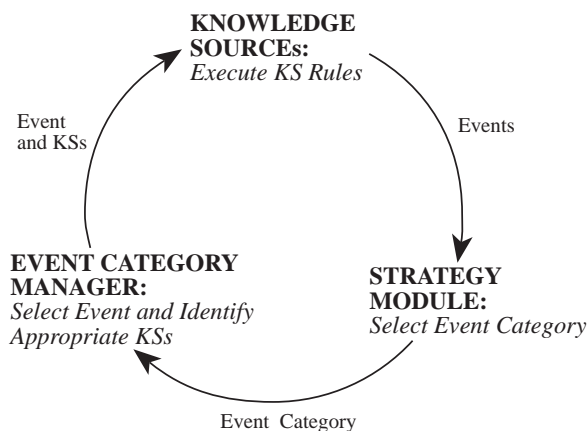 KNOWLEDGE
SOURCEs:
Execute KS Rules
Event
and KSs
Events
EVENT CATEGORY
MANAGER:
Select Event and Identify
Appropriate KSs
STRATEGY
MODULE:
Select Event Category
Event Category